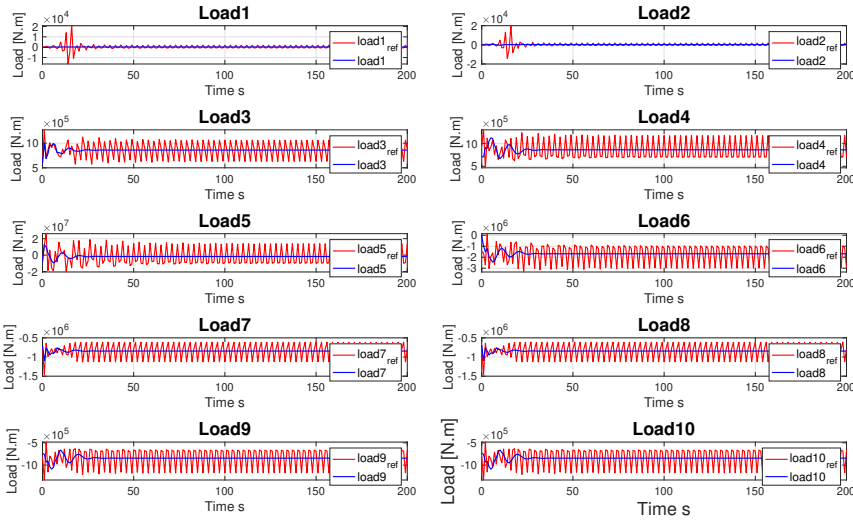 Load1
×10^4
Load [N.m]
2
1
0
-1
0 50 100 150 200
Time s
load1_ref
load1
Load2
×10^4
Load [N.m]
2
0
-2
0 50 100 150 200
Time s
load2_ref
load2
Load3
×10^5
Load [N.m]
10
5
0 50 100 150 200
Time s
load3_ref
load3
Load4
×10^5
Load [N.m]
10
5
0 50 100 150 200
Time s
load4_ref
load4
Load5
×10^7
Load [N.m]
2
0
-2
0 50 100 150 200
Time s
load5_ref
load5
Load6
×10^6
Load [N.m]
0
-1
-2
-3
0 50 100 150 200
Time s
load6_ref
load6
Load7
×10^6
Load [N.m]
-0.5
-1
-1.5
0 50 100 150 200
Time s
load7_ref
load7
Load8
×10^6
Load [N.m]
-0.5
-1
-1.5
0 50 100 150 200
Time s
load8_ref
load8
Load9
×10^5
Load [N.m]
-5
-10
0 50 100 150 200
Time s
load9_ref
load9
Load10
×10^5
Load [N.m]
-5
-10
0 50 100 150 200
Time s
load10_ref
load10